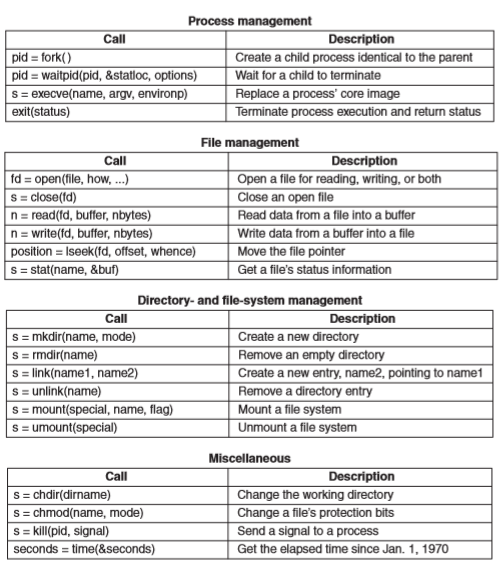 Process management
Call Description
pid = fork( ) Create a child process identical to the parent
pid = waitpid(pid, &statloc, options) Wait for a child to terminate
s = execve(name, argv, environp) Replace a process' core image
exit(status) Terminate process execution and return status
File management
Call Description
fd = open(file, how, ...) Open a file for reading, writing, or both
s = close(fd) Close an open file
n = read(fd, buffer, nbytes) Read data from a file into a buffer
n = write(fd, buffer, nbytes) Write data from a buffer into a file
position = lseek(fd, offset, whence) Move the file pointer
s = stat(name, &buf) Get a file's status information
Directory- and file-system management
Call Description
s = mkdir(name, mode) Create a new directory
s = rmdir(name) Remove an empty directory
s = link(name1, name2) Create a new entry, name2, pointing to name1
s = unlink(name) Remove a directory entry
s = mount(special, name, flag) Mount a file system
s = umount(special) Unmount a file system
Miscellaneous
Call Description
s = chdir(dirname) Change the working directory
s = chmod(name, mode) Change a file's protection bits
s = kill(pid, signal) Send a signal to a process
seconds = time(&seconds) Get the elapsed time since Jan. 1, 1970